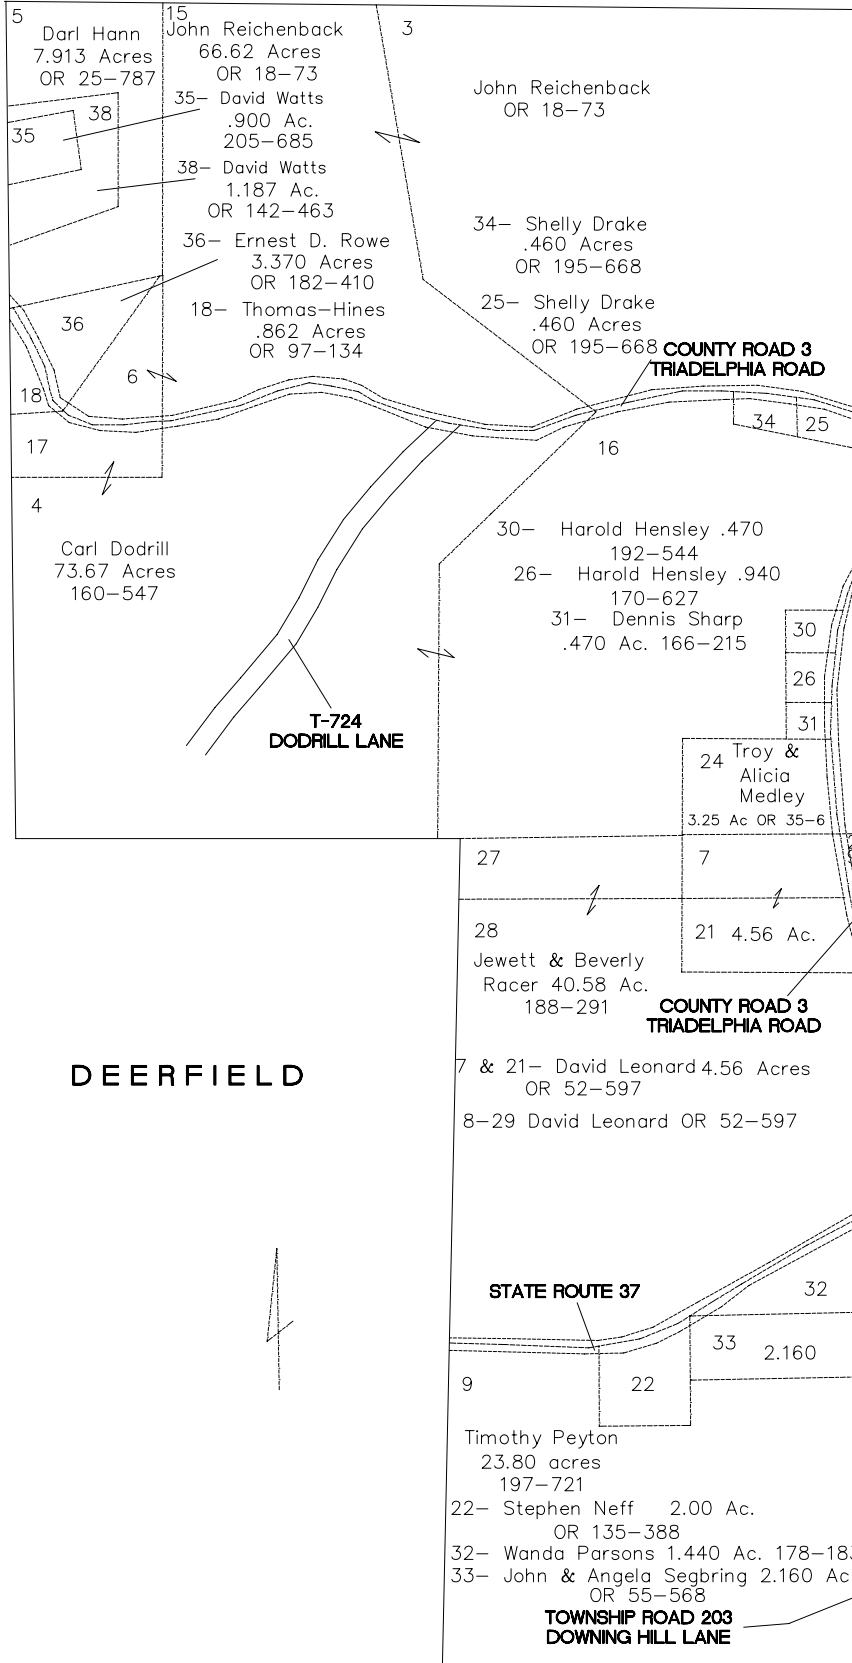 5
Darl Hann
7.913 Acres
OR 25-787
15
John Reichenback
66.62 Acres
OR 18-73
3
John Reichenback
OR 18-73
35- David Watts
.900 Ac.
205-685
38
35
38- David Watts
1.187 Ac.
OR 142-463
36- Ernest D. Rowe
3.370 Acres
OR 182-410
18- Thomas-Hines
.862 Acres
OR 97-134
34- Shelly Drake
.460 Acres
OR 195-668
25- Shelly Drake
.460 Acres
OR 195-668
COUNTY ROAD 3
TRIADELPHIA ROAD
36
6
18
17
34
25
16
4
Carl Dodrill
73.67 Acres
160-547
30- Harold Hensley .470
192-544
26- Harold Hensley .940
170-627
31- Dennis Sharp
.470 Ac. 166-215
30
26
31
T-724
DODRILL LANE
24
Troy &
Alicia
Medley
3.25 Ac OR 35-6
27
7
28
21 4.56 Ac.
Jewett & Beverly
Racer 40.58 Ac.
188-291
COUNTY ROAD 3
TRIADELPHIA ROAD
DEERFIELD
7 & 21- David Leonard 4.56 Acres
OR 52-597
8-29 David Leonard OR 52-597
STATE ROUTE 37
32
33
2.160
9
22
Timothy Peyton
23.80 acres
197-721
22- Stephen Neff 2.00 Ac.
OR 135-388
32- Wanda Parsons 1.440 Ac. 178-183
33- John & Angela Segbring 2.160 Ac
OR 55-568
TOWNSHIP ROAD 203
DOWNING HILL LANE